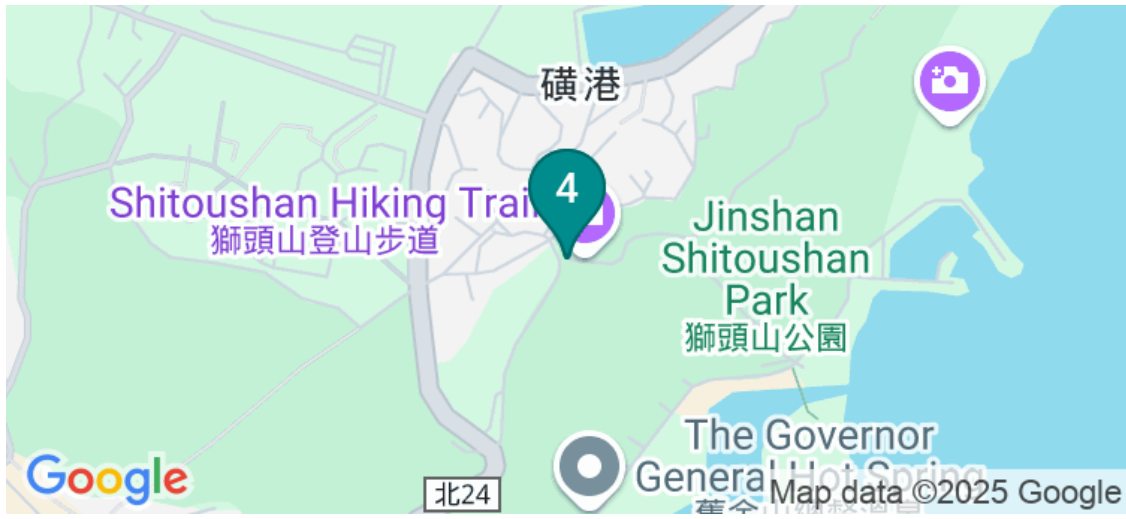 磺港
4
Shitoushan Hiking Trail
獅頭山登山步道
Jinshan
Shitoushan
Park
獅頭山公園
The Governor
General Hot Spring
Google
北24
Map data ©2025 Google